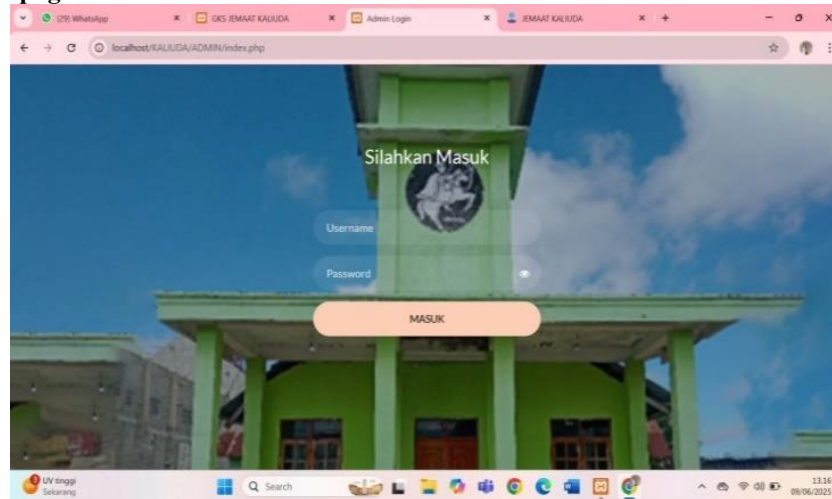 (29) WhatsApp
GKS JEMAAT KALIUDA
Admin Login
JEMAAT KALIUDA
localhost/KALIUDA/ADMIN/index.php
Silahkan Masuk
Username
Password
MASUK
UV tinggi
Sekarang
Search
13.16
09/06/2025